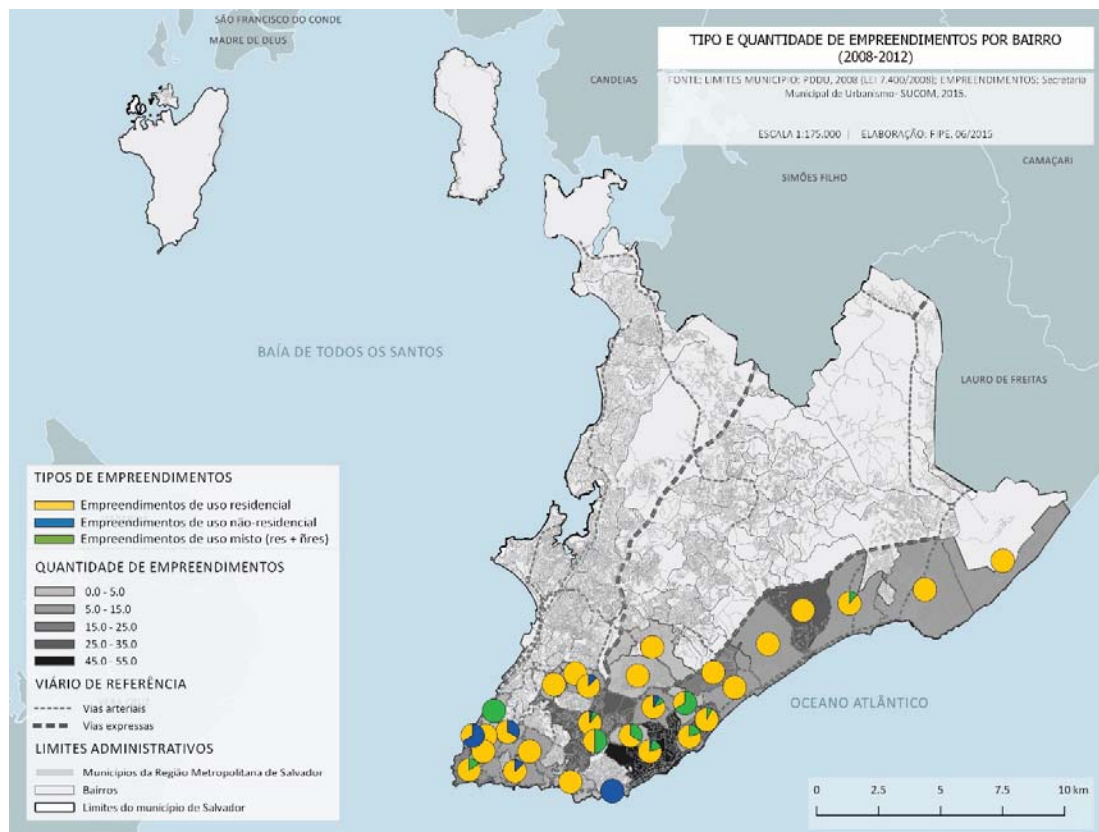 SÃO FRANCISCO DO CONDE
MADRE DE DEUS
TIPO E QUANTIDADE DE EMPREENDIMENTOS POR BAIRRO
(2008-2012)
FONTE: LIMITES MUNICÍPIO: PDDU, 2008 (LEI 7.400/2008); EMPREENDIMENTOS: Secretaria
Municipal de Urbanismo- SUCOM, 2015.
ESCALA 1:175.000 | ELABORAÇÃO: FIPE, 06/2015
CANDEIAS
CAMAÇARI
SIMÕES FILHO
BAÍA DE TODOS OS SANTOS
LAURO DE FREITAS
OCEANO ATLÂNTICO
TIPOS DE EMPREENDIMENTOS
Empreendimentos de uso residencial
Empreendimentos de uso não-residencial
Empreendimentos de uso misto (res + ñres)
QUANTIDADE DE EMPREENDIMENTOS
0.0 - 5.0
5.0 - 15.0
15.0 - 25.0
25.0 - 35.0
45.0 - 55.0
VIÁRIO DE REFERÊNCIA
Vias arteriais
Vias expressas
LIMITES ADMINISTRATIVOS
Municípios da Região Metropolitana de Salvador
Bairros
Limites do município de Salvador
0 2.5 5 7.5 10 km